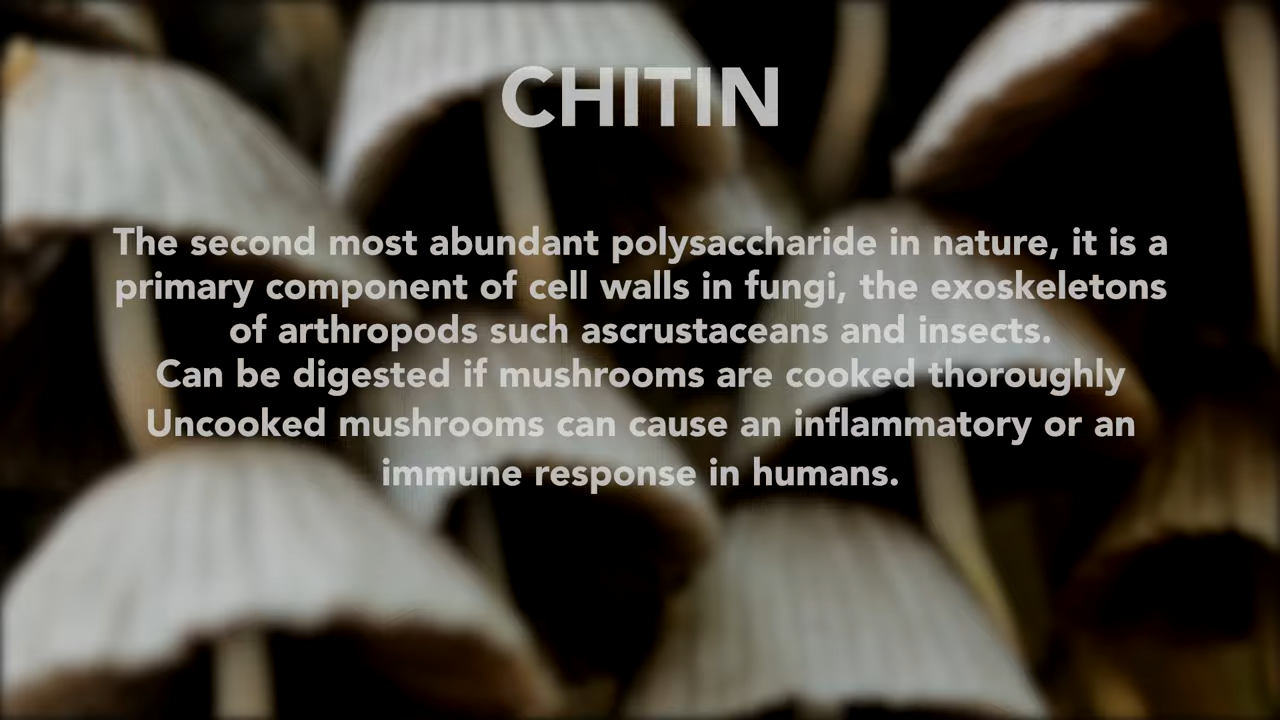 CHITIN
The second most abundant polysaccharide in nature, it is a
primary component of cell walls in fungi, the exoskeletons
of arthropods such ascrustaceans and insects.
Can be digested if mushrooms are cooked thoroughly
Uncooked mushrooms can cause an inflammatory or an
immune response in humans.